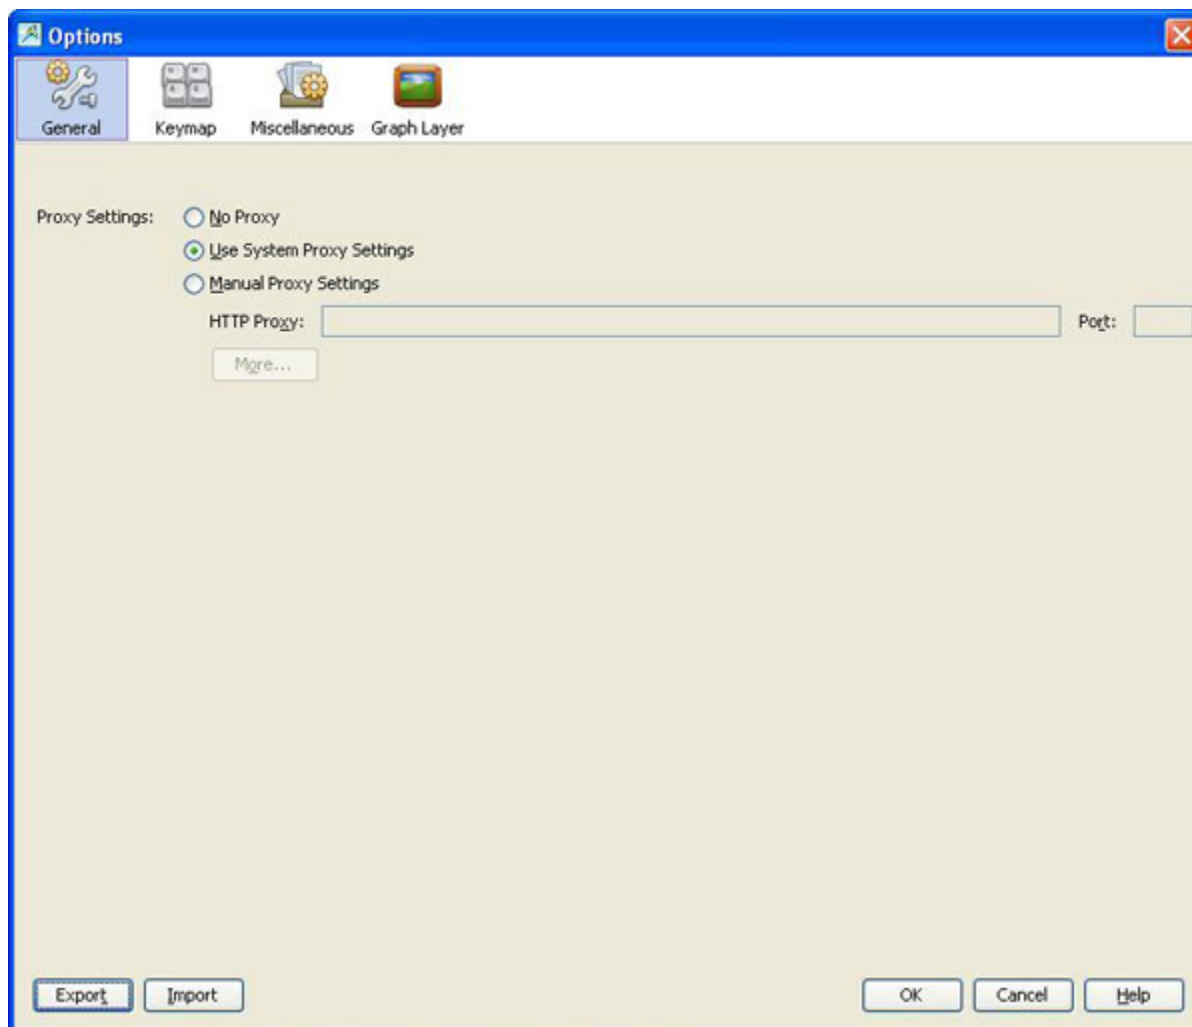 Options
General Keymap Miscellaneous Graph Layer
Proxy Settings: No Proxy
Use System Proxy Settings
Manual Proxy Settings
HTTP Proxy: Port:
More...
Export Import OK Cancel Help